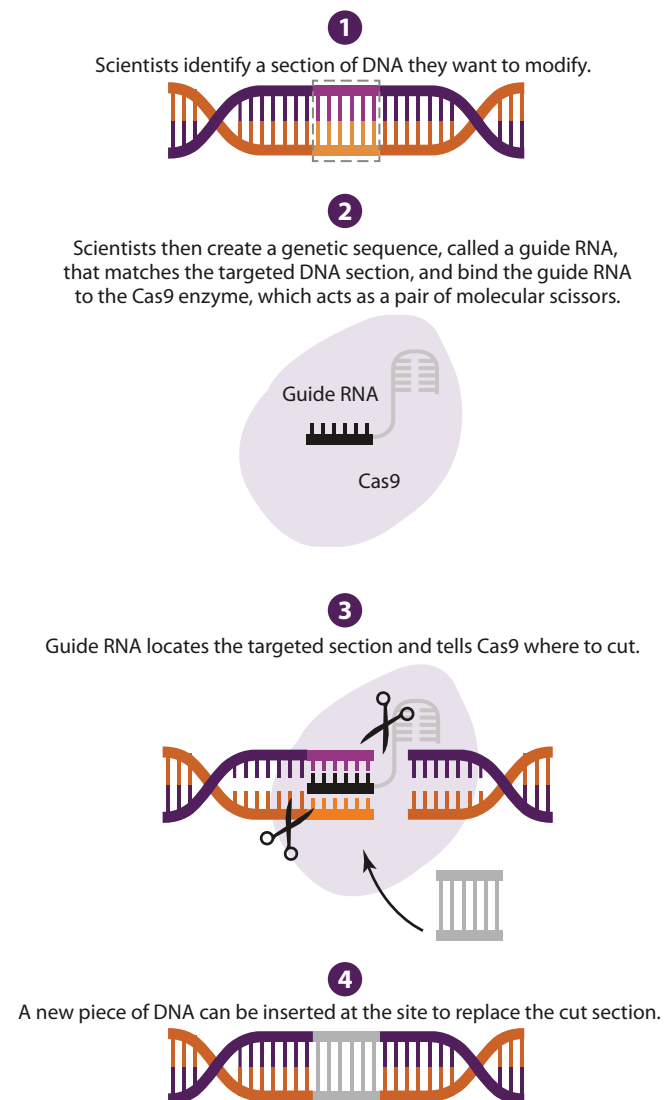 1
Scientists identify a section of DNA they want to modify.
2
Scientists then create a genetic sequence, called a guide RNA,
that matches the targeted DNA section, and bind the guide RNA
to the Cas9 enzyme, which acts as a pair of molecular scissors.
Guide RNA
Cas9
3
Guide RNA locates the targeted section and tells Cas9 where to cut.
4
A new piece of DNA can be inserted at the site to replace the cut section.